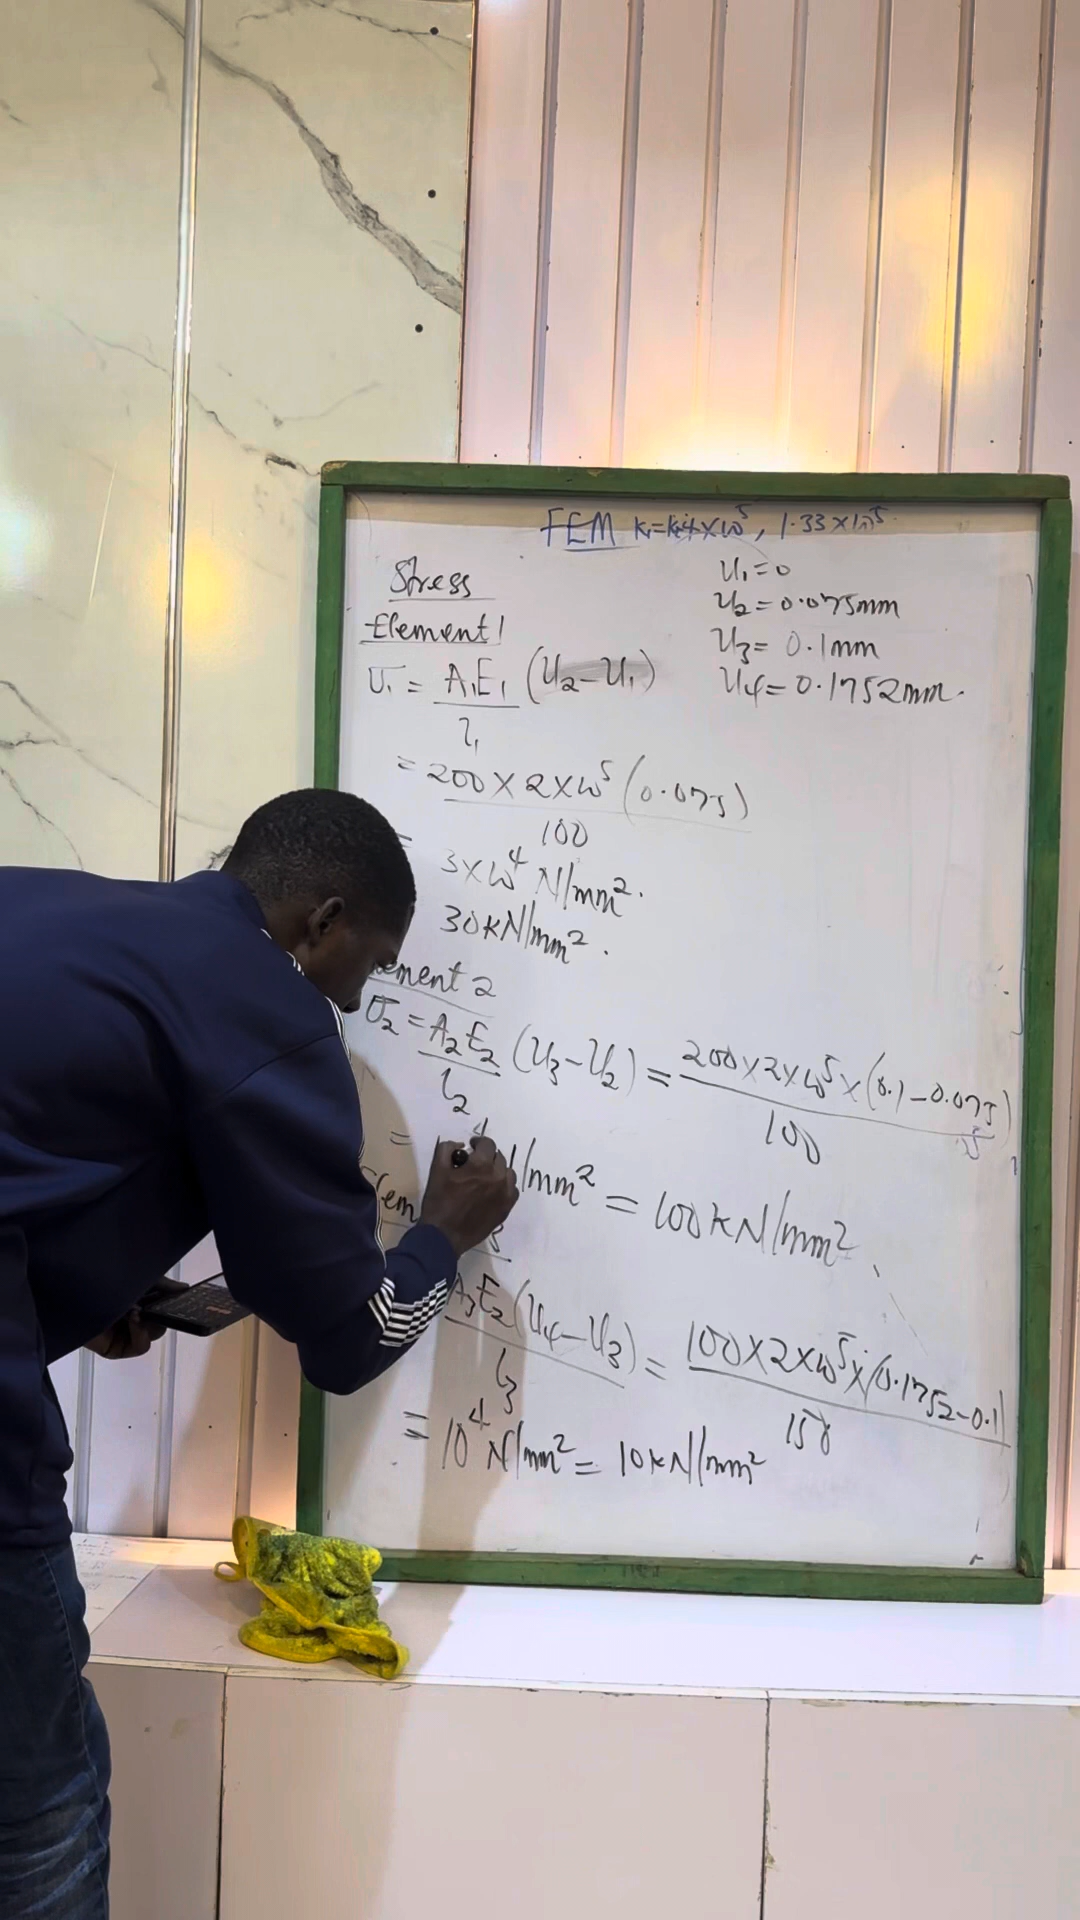 FEM K₁=K4×10⁵, 1.33×10⁵
Stress
U₁=0
U₂=0.075mm
Element 1
U₃= 0.1mm
σ₁ = A₁E₁ (U₂-U₁)
l₁
U4=0.1752mm.
= 200×2×10⁵ (0.075)
100
=
3×10⁴ N/mm².
30kN/mm².
ement 2
σ₂ = A₂E₂ (U₃-U₂) = 200×2×10⁵×(0.1-0.075)
l₂
100
= N/mm² = 100kN/mm².
Elem 3
A₃E₂(U4-U₃) = 100×2×10⁵×(0.1752-0.1)
l₃
150
= 10⁴ N/mm² = 10kN/mm²